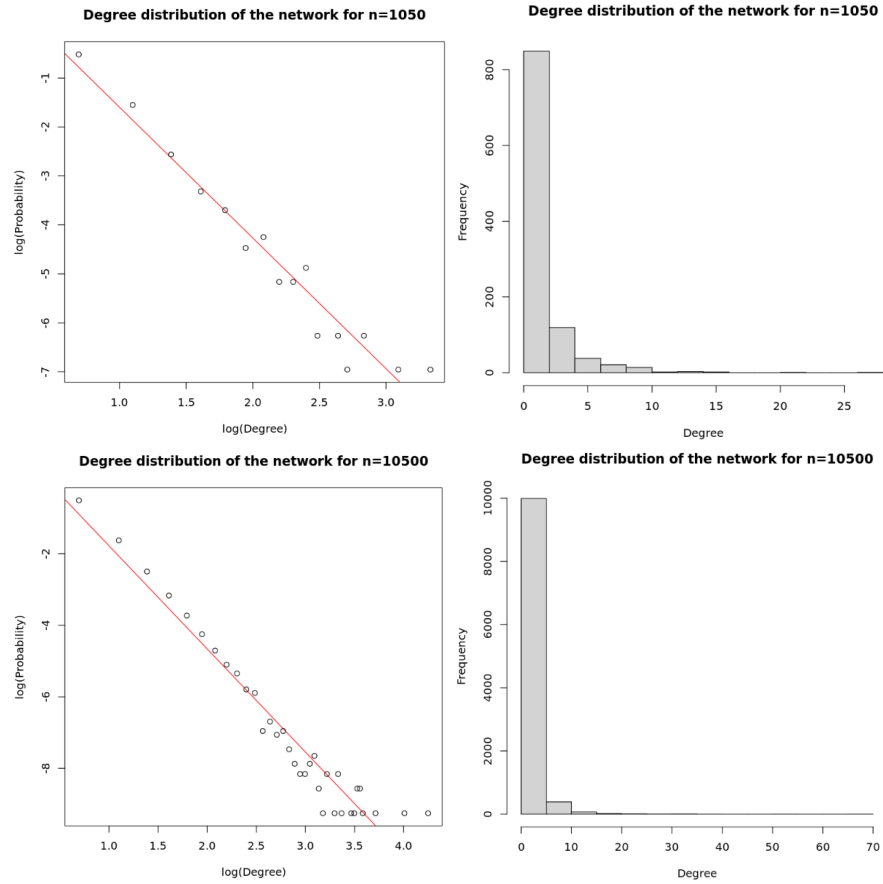 Degree distribution of the network for n=1050
-1
-2
-3
-4
-5
-6
-7
log(Probability)
1.0 1.5 2.0 2.5 3.0
log(Degree)
Degree distribution of the network for n=1050
800
600
400
200
0
Frequency
0 5 10 15 20 25
Degree
Degree distribution of the network for n=10500
-2
-4
-6
-8
log(Probability)
1.0 1.5 2.0 2.5 3.0 3.5 4.0
log(Degree)
Degree distribution of the network for n=10500
10000
8000
6000
4000
2000
0
Frequency
0 10 20 30 40 50 60 70
Degree